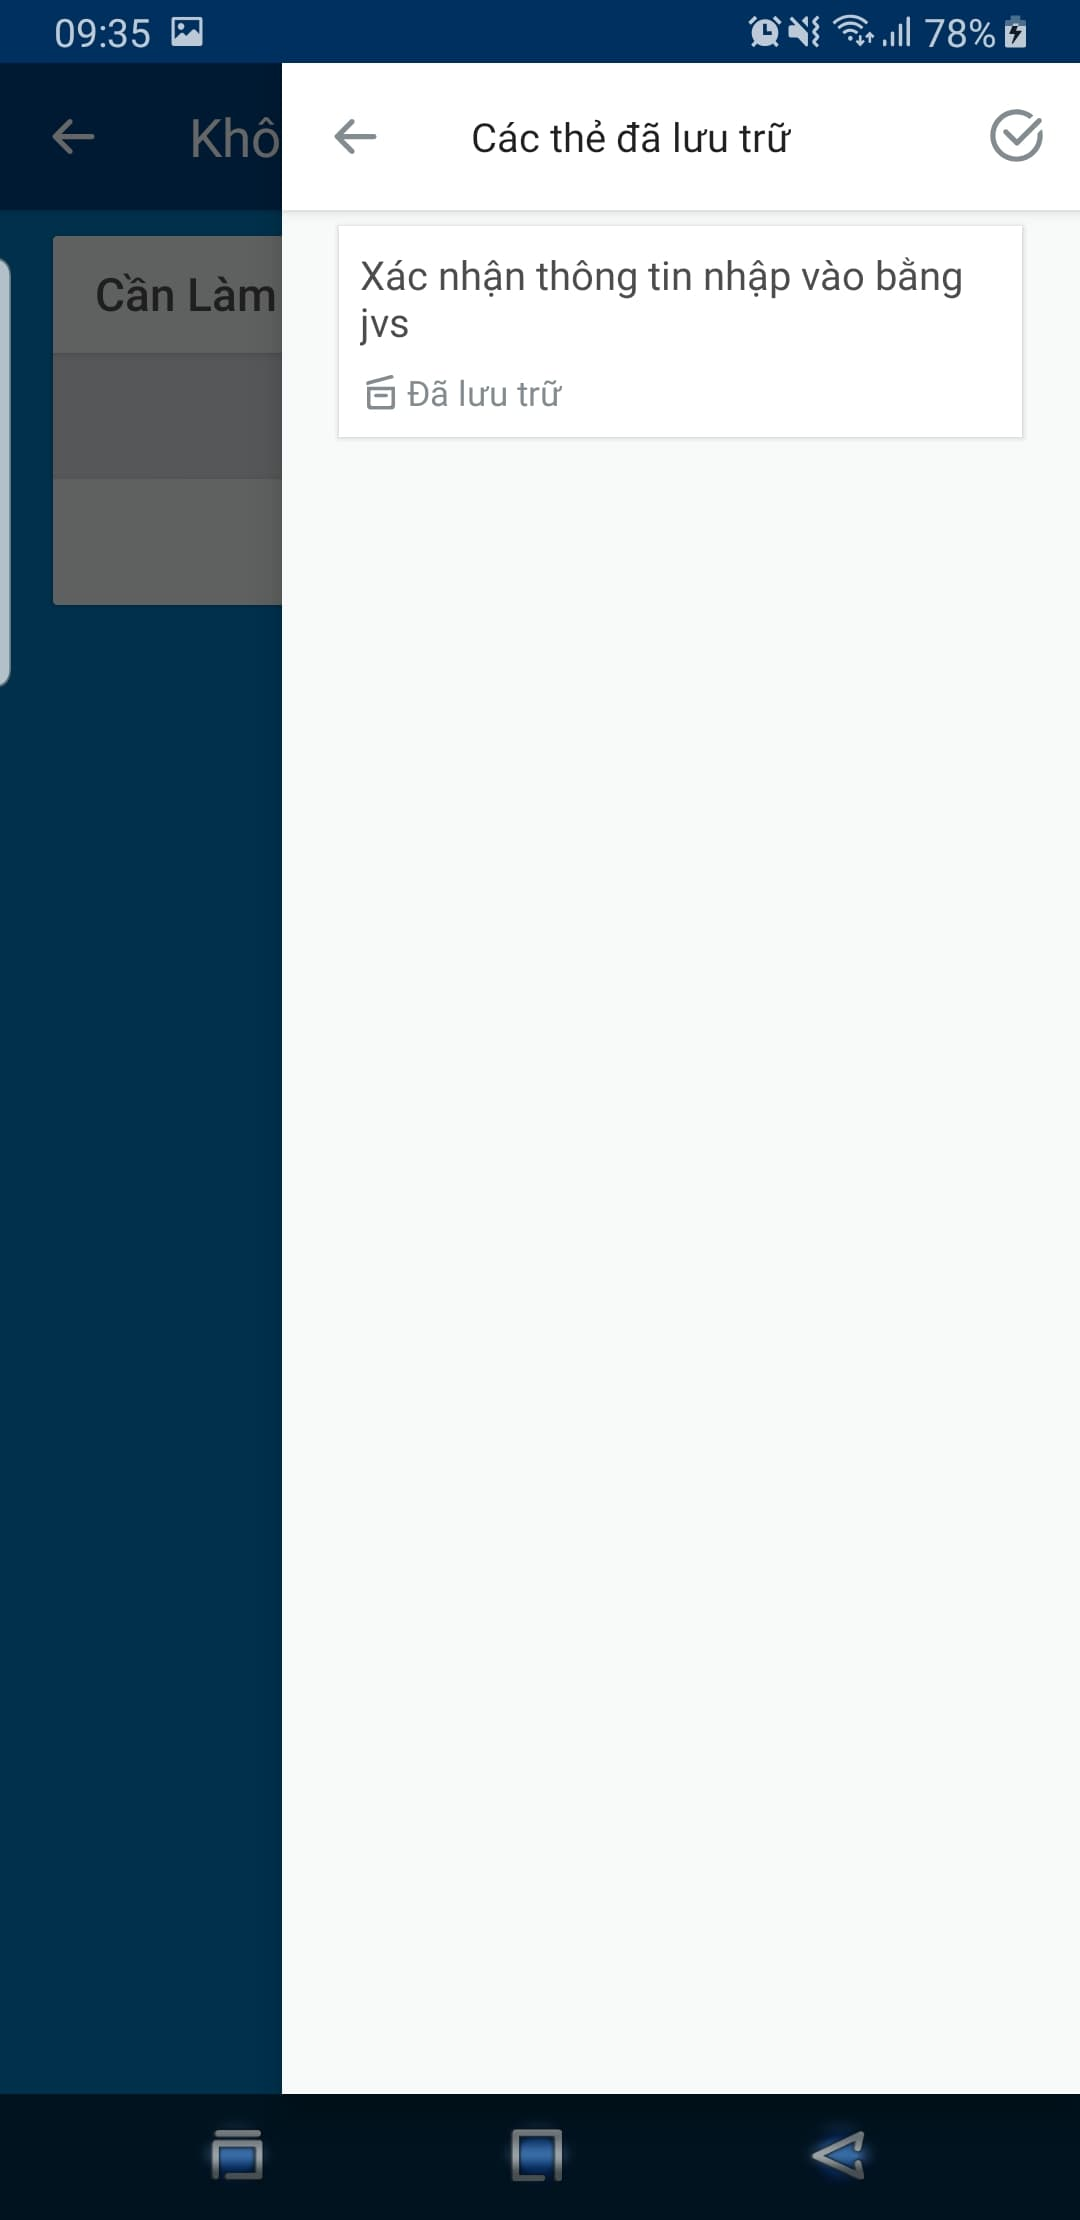 09:35
78%
Khô
Các thẻ đã lưu trữ
Cần Làm
Xác nhận thông tin nhập vào bằng
jvs
Đã lưu trữ